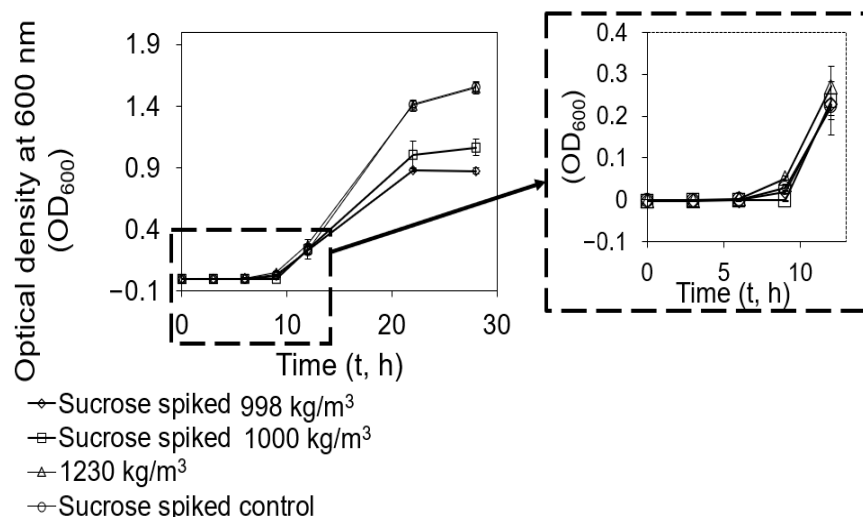 Optical density at 600 nm
(OD₆₀₀)
1.9
1.4
0.9
0.4
−0.1
0
10
20
30
Time (t, h)
(OD₆₀₀)
0.4
0.3
0.2
0.1
0
−0.1
0
5
10
Time (t, h)
Sucrose spiked 998 kg/m³
Sucrose spiked 1000 kg/m³
1230 kg/m³
Sucrose spiked control